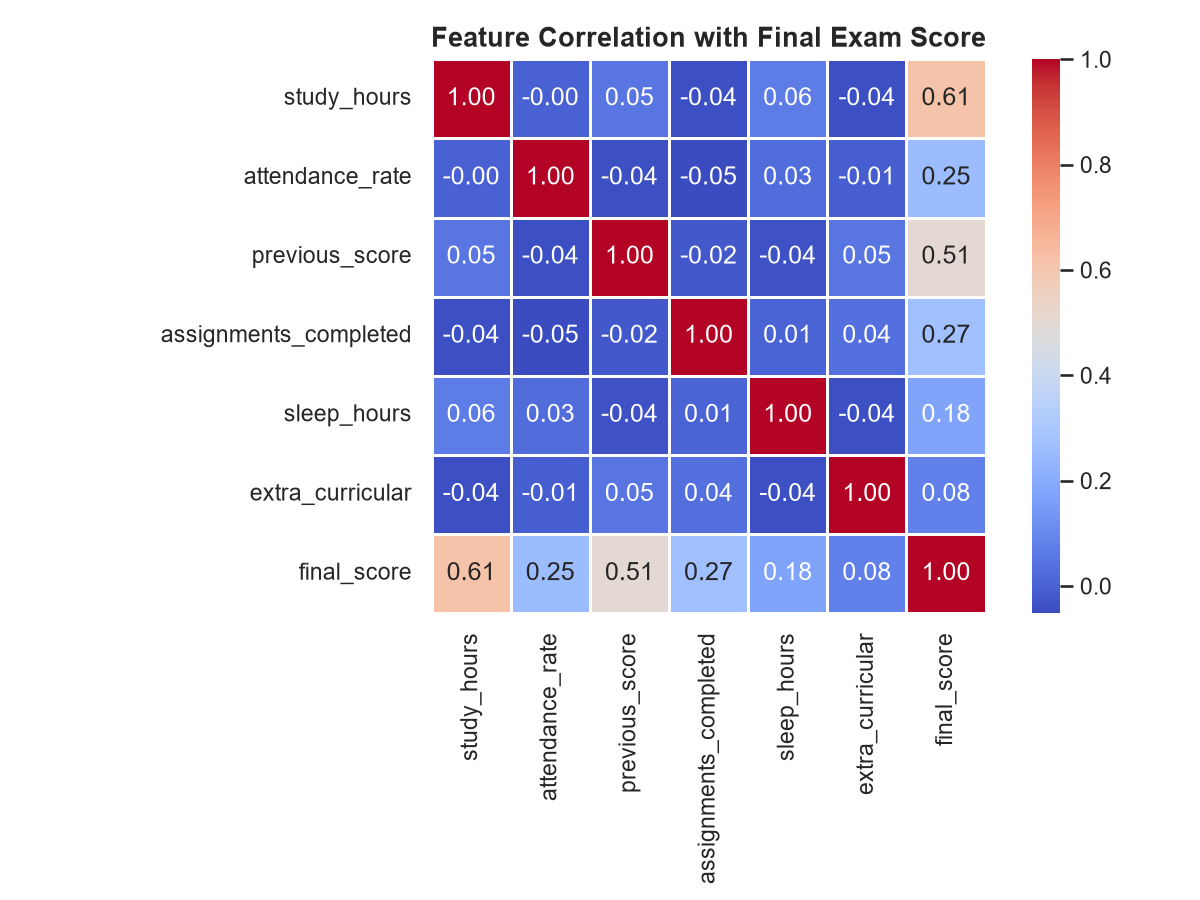 Feature Correlation with Final Exam Score
study_hours 1.00 -0.00 0.05 -0.04 0.06 -0.04 0.61
attendance_rate -0.00 1.00 -0.04 -0.05 0.03 -0.01 0.25
previous_score 0.05 -0.04 1.00 -0.02 -0.04 0.05 0.51
assignments_completed -0.04 -0.05 -0.02 1.00 0.01 0.04 0.27
sleep_hours 0.06 0.03 -0.04 0.01 1.00 -0.04 0.18
extra_curricular -0.04 -0.01 0.05 0.04 -0.04 1.00 0.08
final_score 0.61 0.25 0.51 0.27 0.18 0.08 1.00
study_hours
attendance_rate
previous_score
assignments_completed
sleep_hours
extra_curricular
final_score
1.0
0.8
0.6
0.4
0.2
0.0